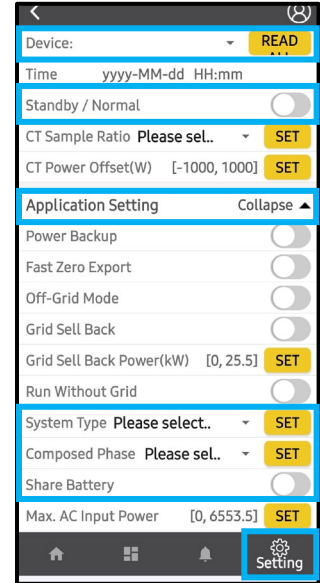 Device: READ
Time yyyy-MM-dd HH:mm
Standby / Normal
CT Sample Ratio Please sel.. SET
CT Power Offset(W) [-1000, 1000] SET
Application Setting Collapse ▲
Power Backup
Fast Zero Export
Off-Grid Mode
Grid Sell Back
Grid Sell Back Power(kW) [0, 25.5] SET
Run Without Grid
System Type Please select.. SET
Composed Phase Please sel.. SET
Share Battery
Max. AC Input Power [0, 6553.5] SET
Setting